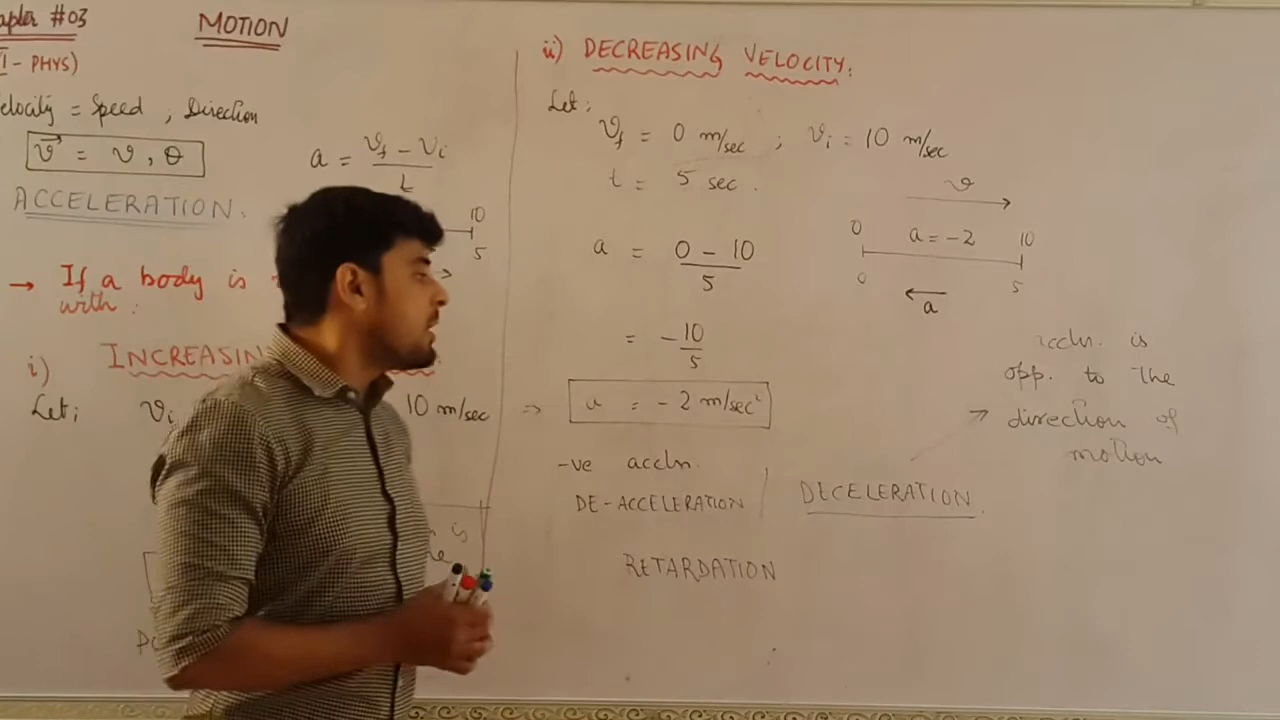 #03
MOTION
I - PHYS)
= Speed , Direction
v⃗ = v , θ
ACCELERATION.
a = vf - vi / t
10
5
→ If a body is
with :
i) INCREASIN
Let; vi 10 m/sec
is
ii) DECREASING VELOCITY:
Let;
vf = 0 m/sec ; vi = 10 m/sec
t = 5 sec .
v
a = 0 - 10 / 5
0 a = -2 10
0 5
a
= -10/5
⇒ a = - 2 m/sec²
-ve accln.
DE-ACCELERATION
DECELERATION
RETARDATION
accln. is
opp. to the
→ direction of
motion